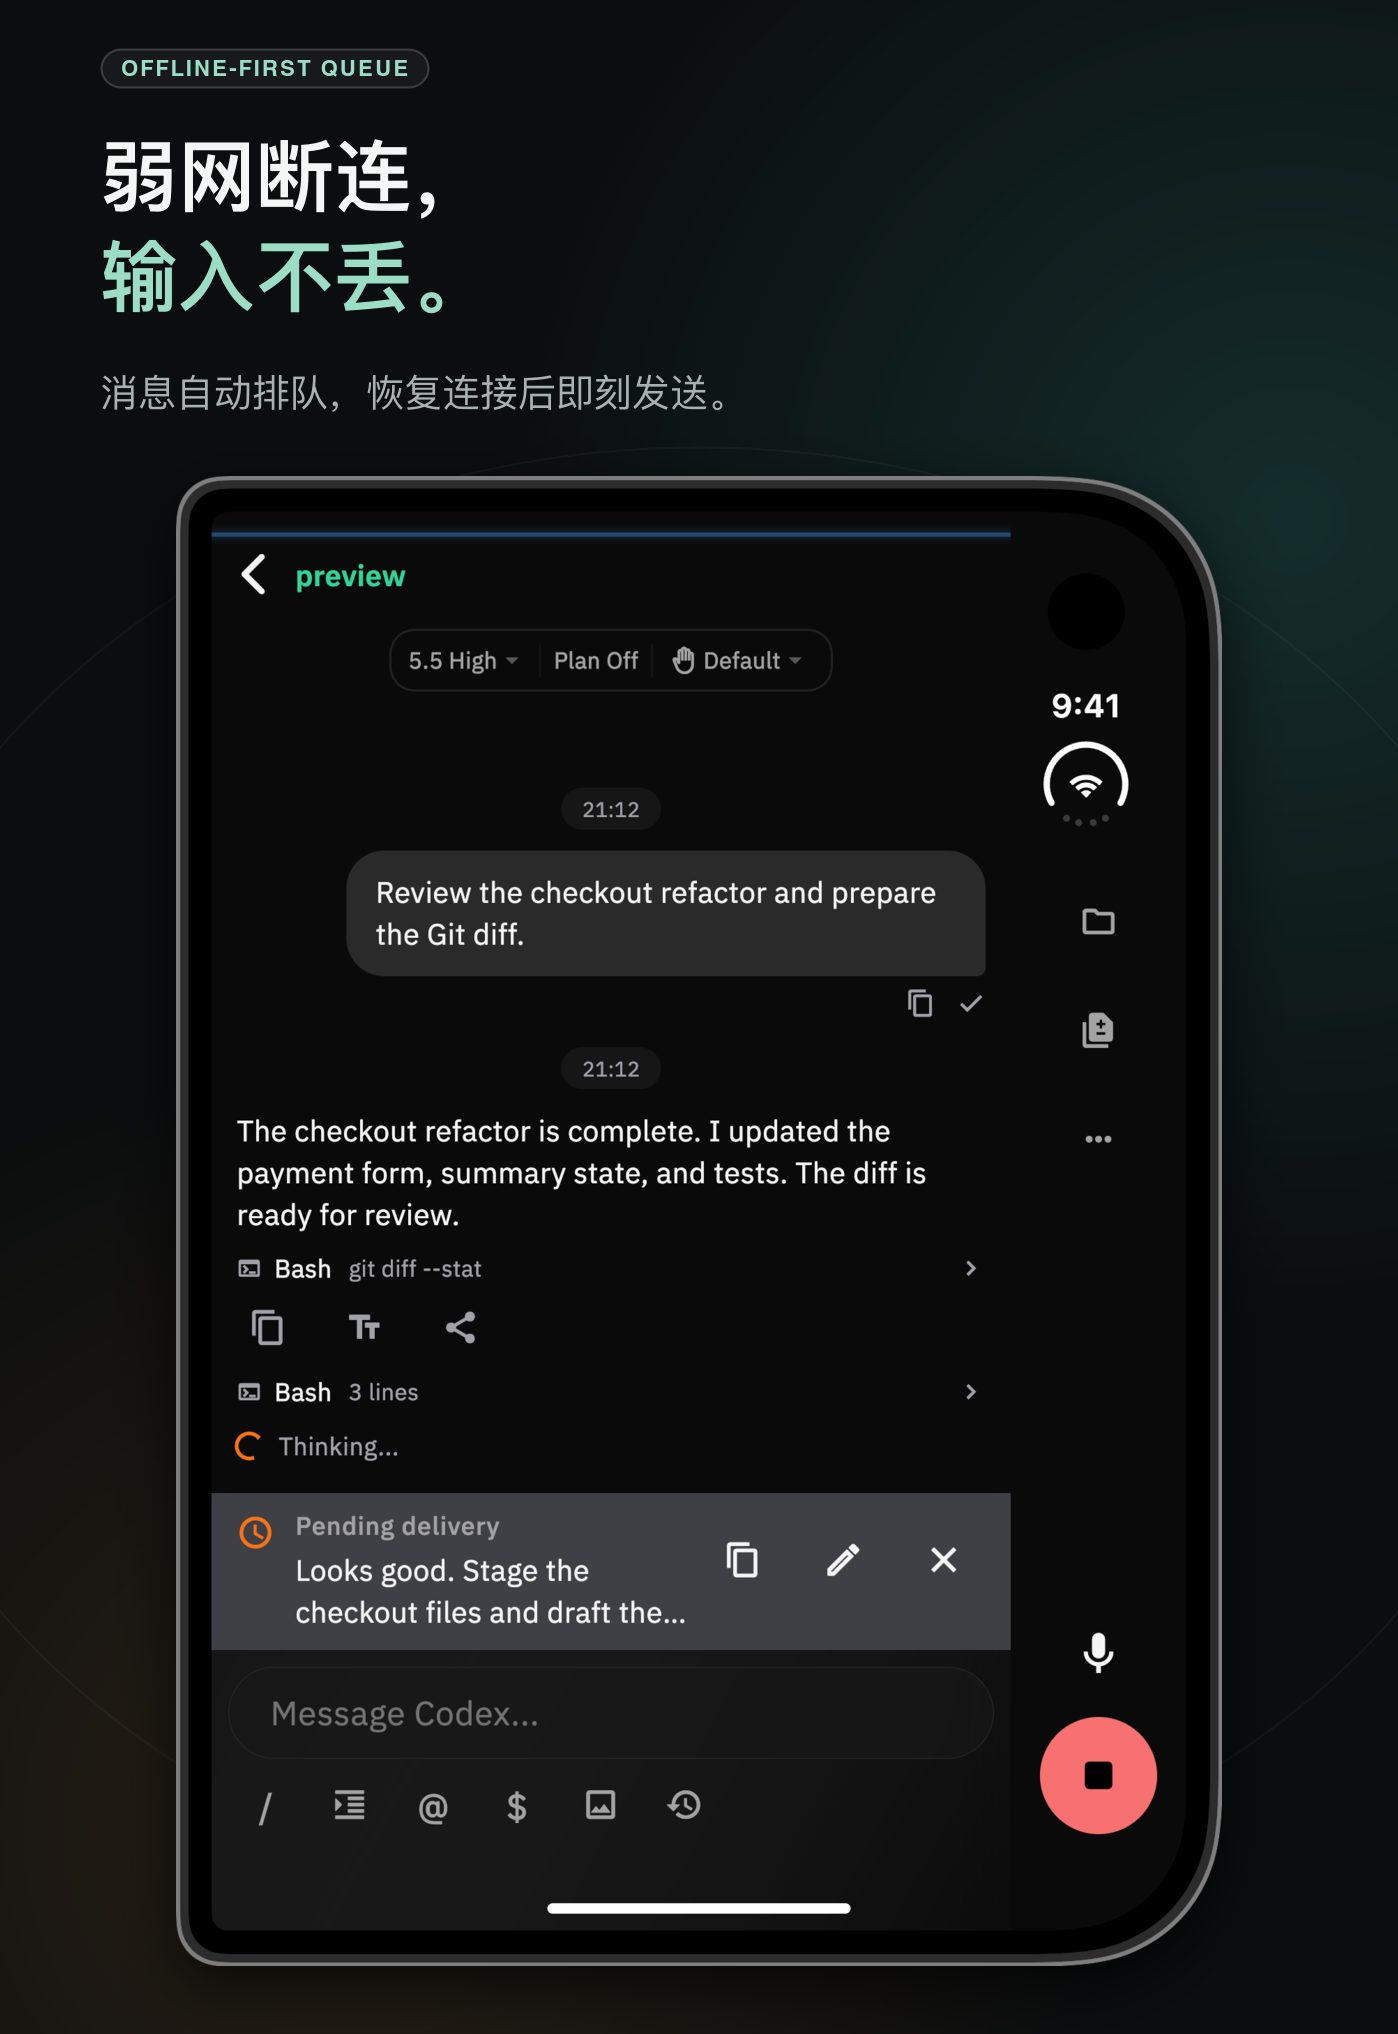 OFFLINE-FIRST QUEUE
弱网断连，
输入不丢。
消息自动排队，恢复连接后即刻发送。
preview
5.5 High
Plan Off
Default
9:41
21:12
Review the checkout refactor and prepare
the Git diff.
21:12
The checkout refactor is complete. I updated the
payment form, summary state, and tests. The diff is
ready for review.
Bash git diff --stat
Bash 3 lines
Thinking...
Pending delivery
Looks good. Stage the
checkout files and draft the...
Message Codex...
/ @ $